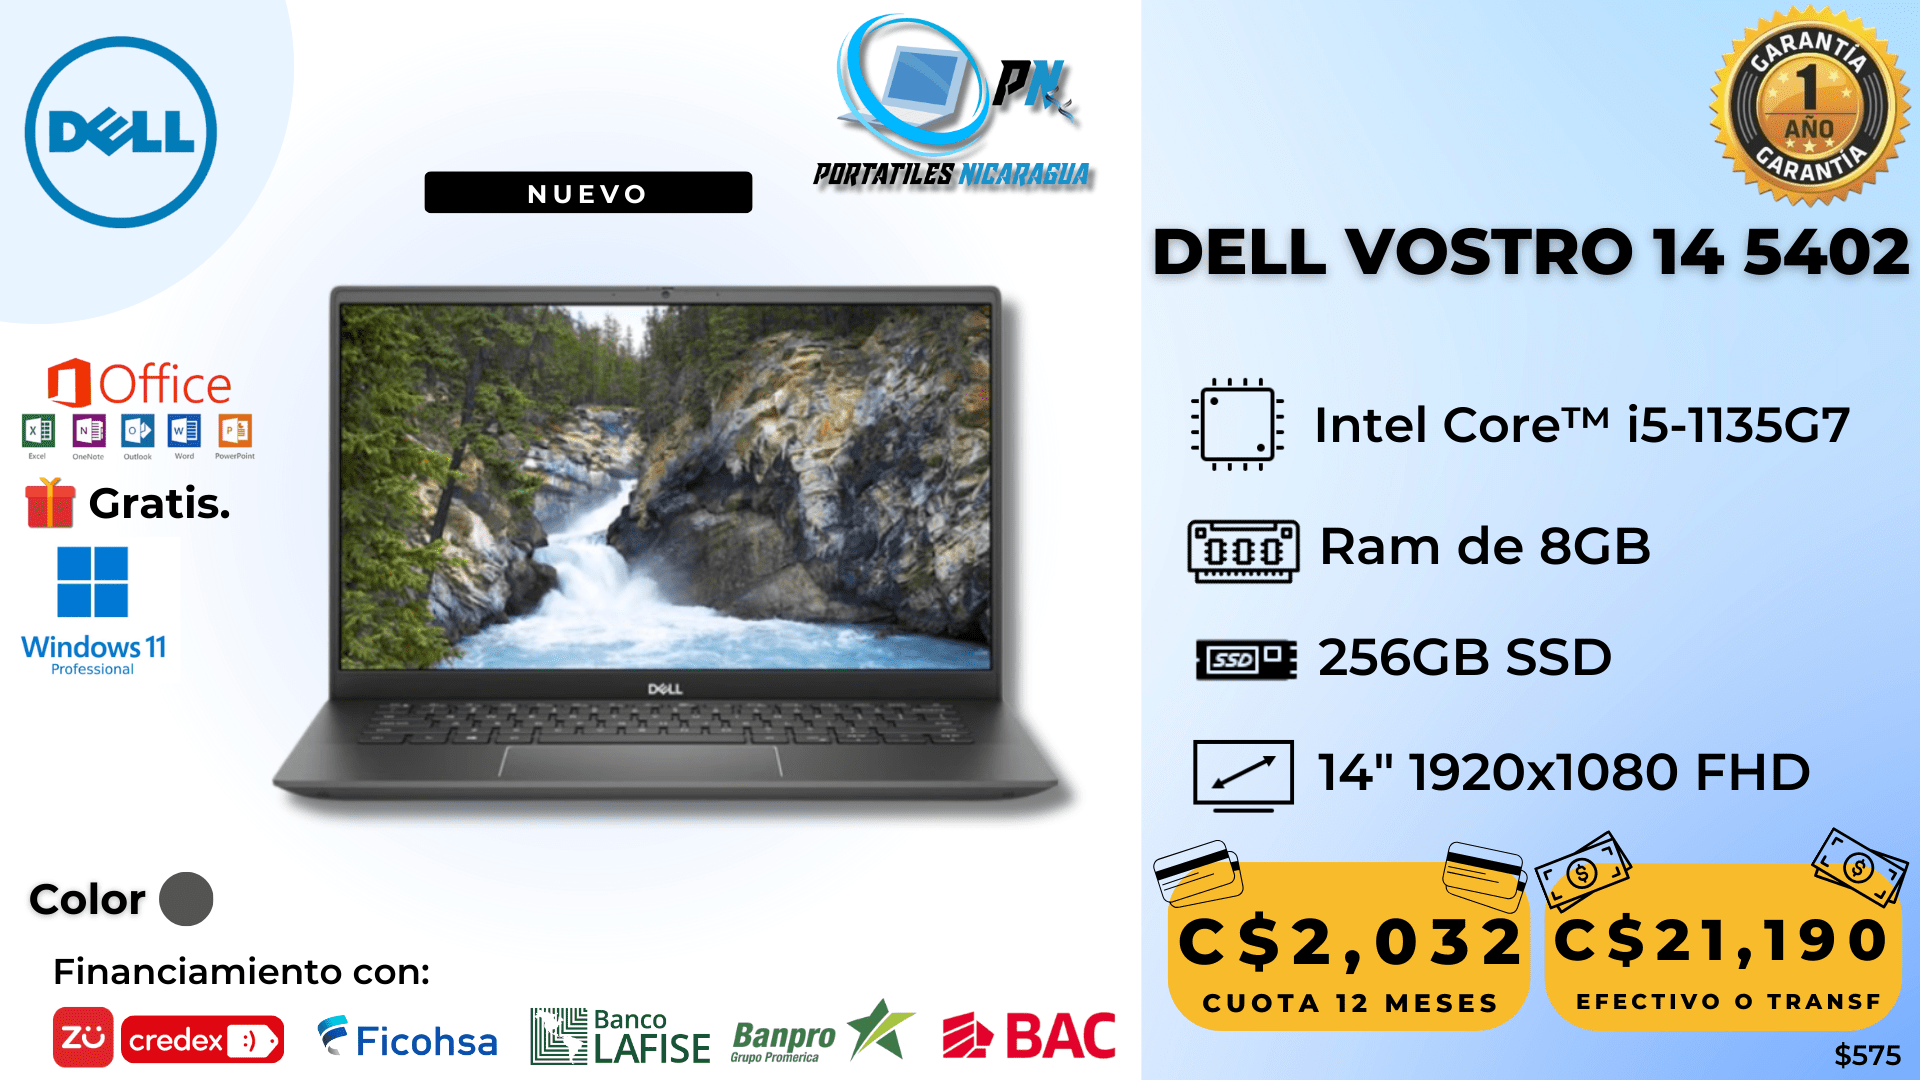 DELL
NUEVO
PN
PORTATILES NICARAGUA
GARANTÍA
1
AÑO
GARANTÍA
DELL VOSTRO 14 5402
Office
Excel
OneNote
Outlook
Word
PowerPoint
Gratis.
Windows 11
Professional
DELL
Intel Core™ i5-1135G7
Ram de 8GB
SSD
256GB SSD
14" 1920x1080 FHD
Color
Financiamiento con:
zü
credex :)
Ficohsa
Banco
LAFISE
Banpro
Grupo Promerica
BAC
C$2,032
CUOTA 12 MESES
C$21,190
EFECTIVO O TRANSF
$575